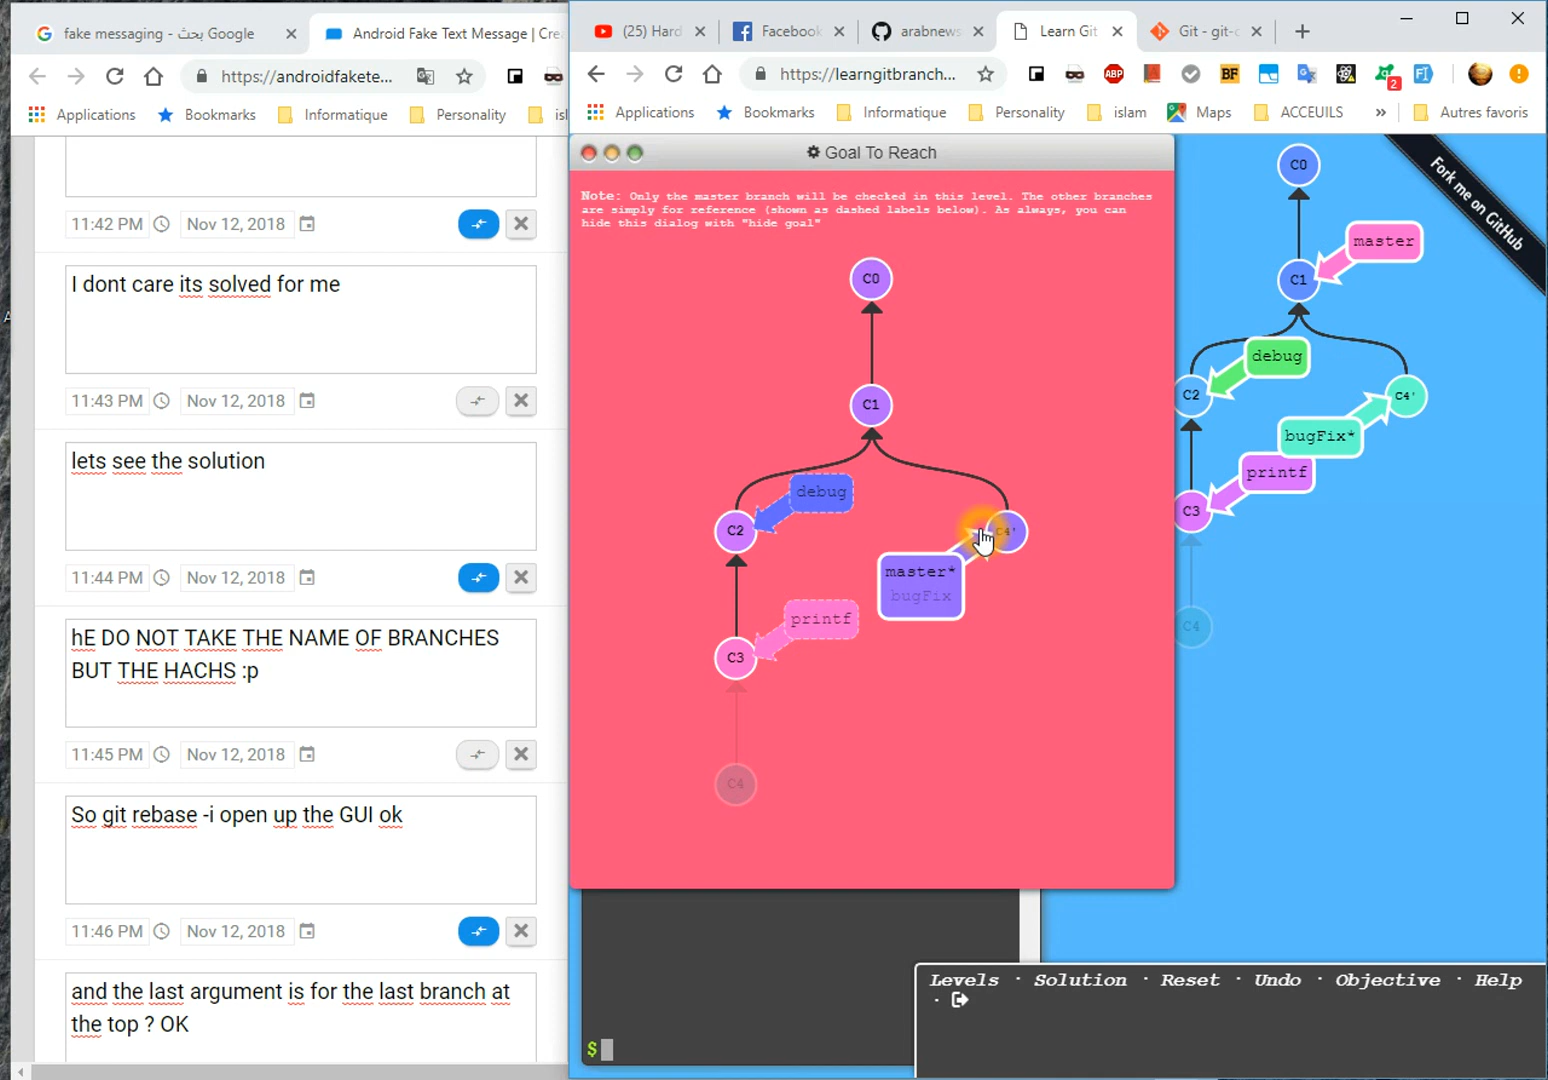 fake messaging - بحث Google
Android Fake Text Message | Cre
https://androidfakete...
Applications
Bookmarks
Informatique
Personality
isl
11:42 PM
Nov 12, 2018
I dont care its solved for me
11:43 PM
Nov 12, 2018
lets see the solution
11:44 PM
Nov 12, 2018
hE DO NOT TAKE THE NAME OF BRANCHES
BUT THE HACHS :p
11:45 PM
Nov 12, 2018
So git rebase -i open up the GUI ok
11:46 PM
Nov 12, 2018
and the last argument is for the last branch at
the top ? OK
(25) Hard
Facebook
arabnews
Learn Git
Git - git-c
https://learngitbranch...
ABP
BF
2
Applications
Bookmarks
Informatique
Personality
islam
Maps
ACCEUILS
»
Autres favoris
Goal To Reach
Note: Only the master branch will be checked in this level. The other branches
are simply for reference (shown as dashed labels below). As always, you can
hide this dialog with "hide goal"
C0
C1
debug
C2
C4'
master*
bugFix
printf
C3
C4
Fork me on GitHub
C0
master
C1
debug
C2
C4'
bugFix*
printf
C3
C4
$
Levels · Solution · Reset · Undo · Objective · Help
·